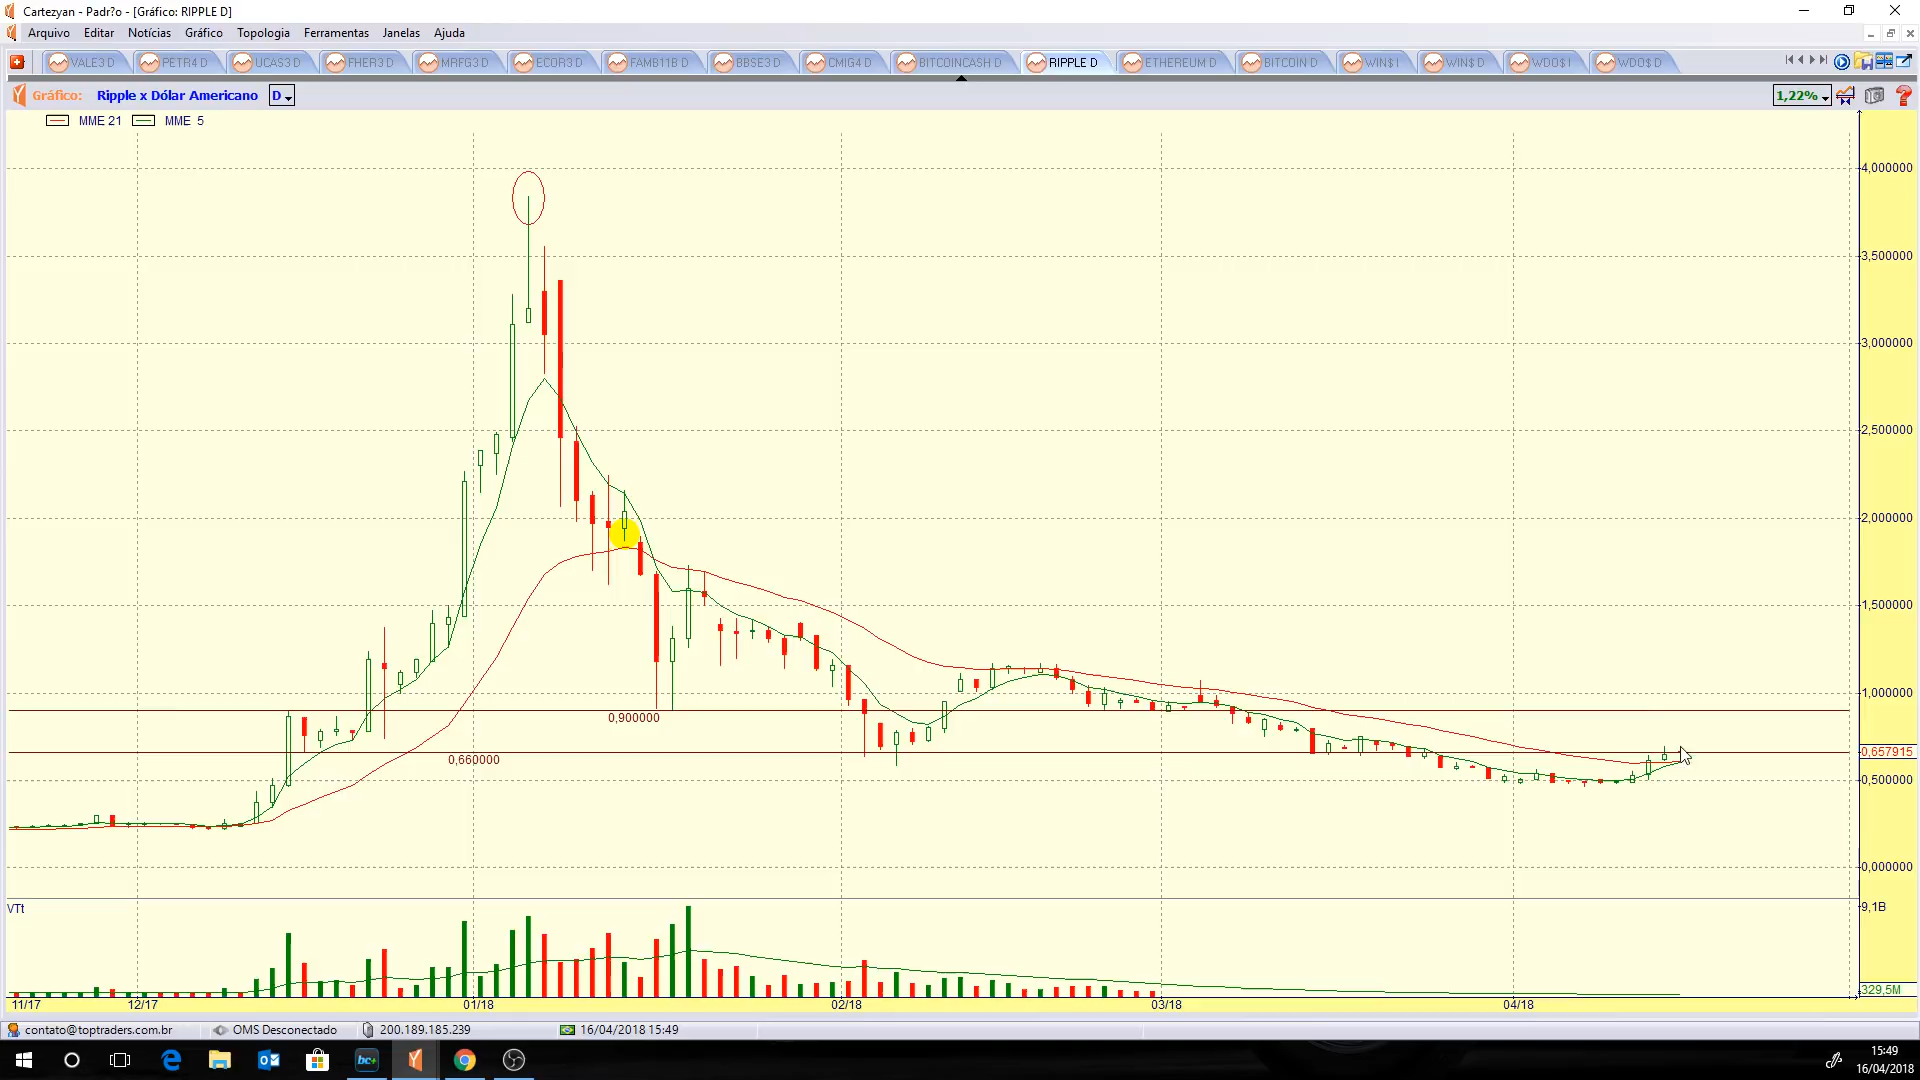 Cartezyan - Padr?o - [Gráfico: RIPPLE D]
Arquivo Editar Notícias Gráfico Topologia Ferramentas Janelas Ajuda
VALE3 D PETR4 D UCAS3 D FHER3 D MRFG3 D ECOR3 D FAMB11B D BBSE3 D CMIG4 D BITCOINCASH D RIPPLE D ETHEREUM D BITCOIN D WIN$ I WIN$ D WDO$ I WDO$ D
Gráfico: Ripple x Dólar Americano D 1,22%
MME 21 MME 5
4,000000
3,500000
3,000000
2,500000
2,000000
1,500000
1,000000
0,900000
0,660000
0,657915
0,500000
0,000000
VTt
9,1B
329,5M
11/17 12/17 01/18 02/18 03/18 04/18
contato@toptraders.com.br OMS Desconectado 200.189.185.239 16/04/2018 15:49
bc+
15:49
16/04/2018